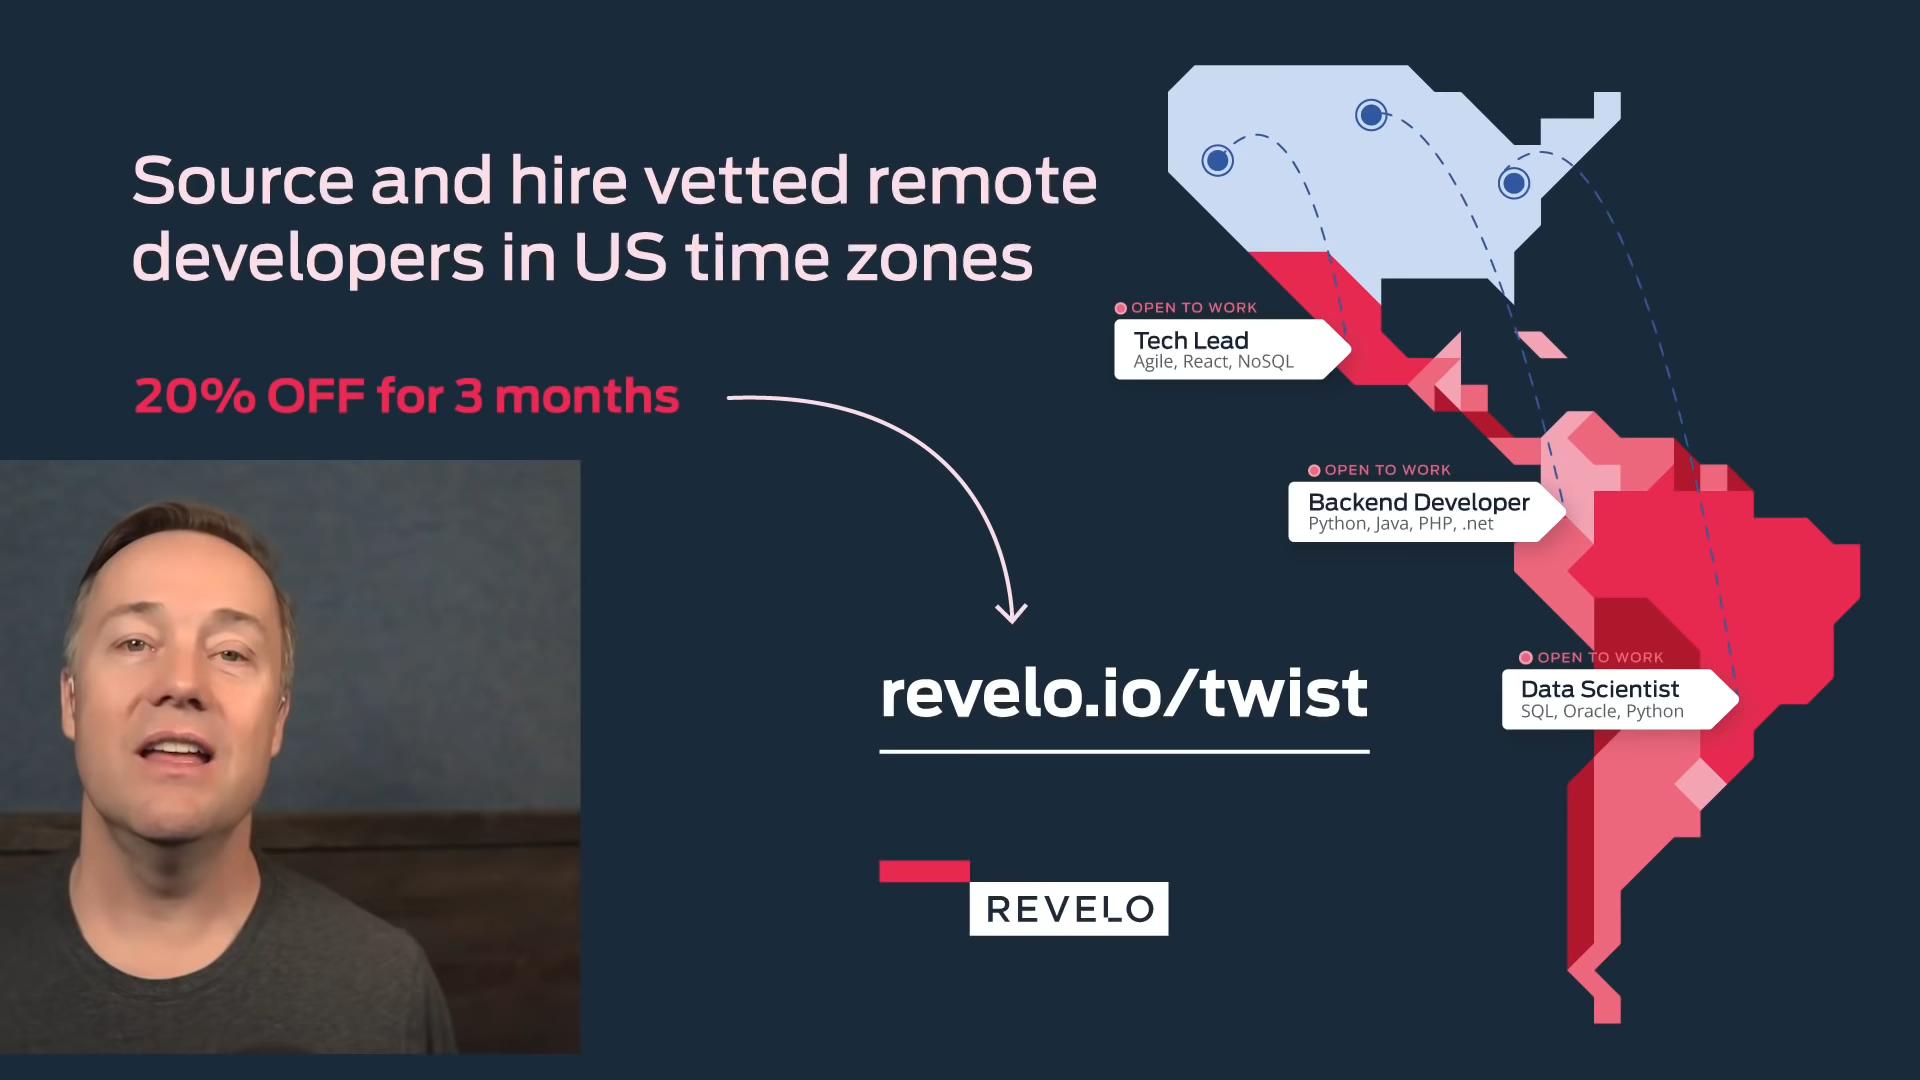 Source and hire vetted remote
developers in US time zones
20% OFF for 3 months
OPEN TO WORK
Tech Lead
Agile, React, NoSQL
OPEN TO WORK
Backend Developer
Python, Java, PHP, .net
OPEN TO WORK
Data Scientist
SQL, Oracle, Python
revelo.io/twist
REVELO